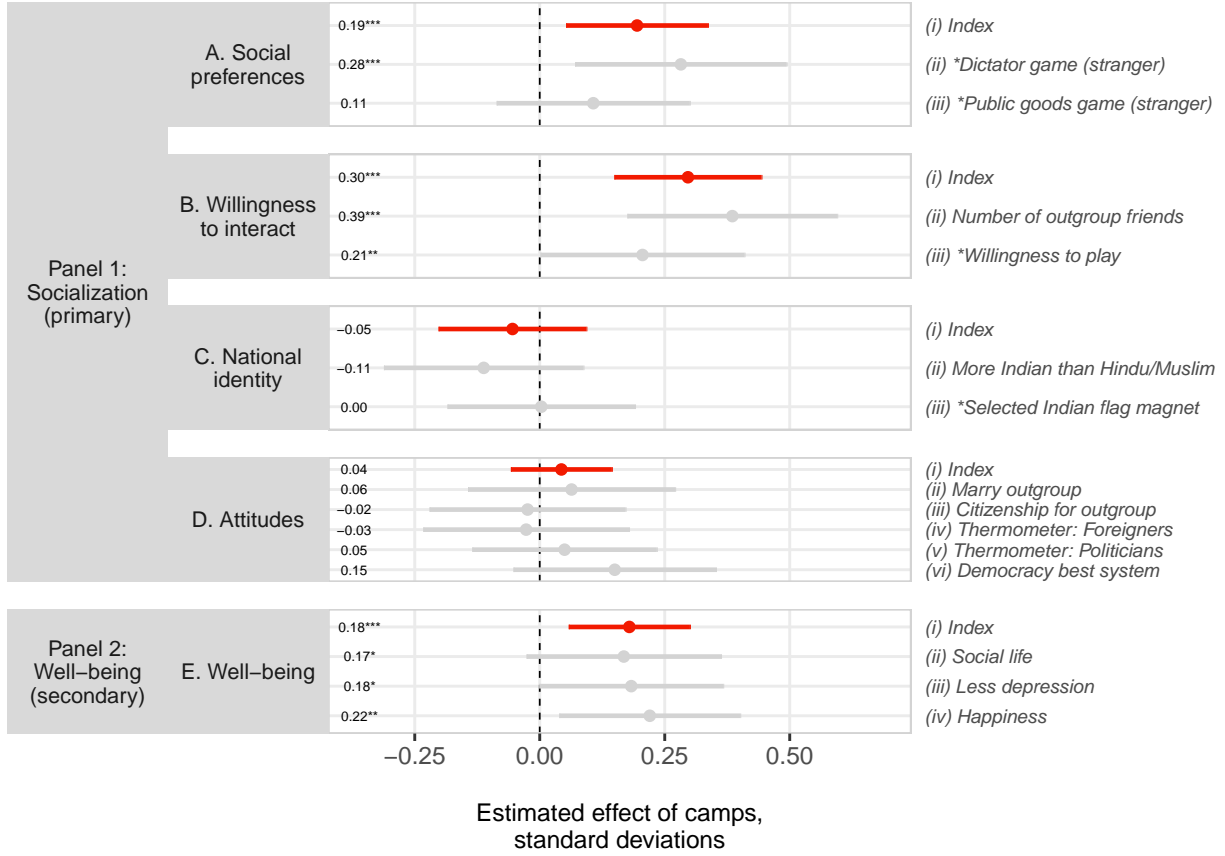 Panel 1:
Socialization
(primary)
A. Social
preferences
0.19***
(i) Index
0.28***
(ii) *Dictator game (stranger)
0.11
(iii) *Public goods game (stranger)
B. Willingness
to interact
0.30***
(i) Index
0.39***
(ii) Number of outgroup friends
0.21**
(iii) *Willingness to play
C. National
identity
−0.05
(i) Index
−0.11
(ii) More Indian than Hindu/Muslim
0.00
(iii) *Selected Indian flag magnet
D. Attitudes
0.04
(i) Index
0.06
(ii) Marry outgroup
−0.02
(iii) Citizenship for outgroup
−0.03
(iv) Thermometer: Foreigners
0.05
(v) Thermometer: Politicians
0.15
(vi) Democracy best system
Panel 2:
Well−being
(secondary)
E. Well−being
0.18***
(i) Index
0.17*
(ii) Social life
0.18*
(iii) Less depression
0.22**
(iv) Happiness
−0.25 0.00 0.25 0.50
Estimated effect of camps,
standard deviations